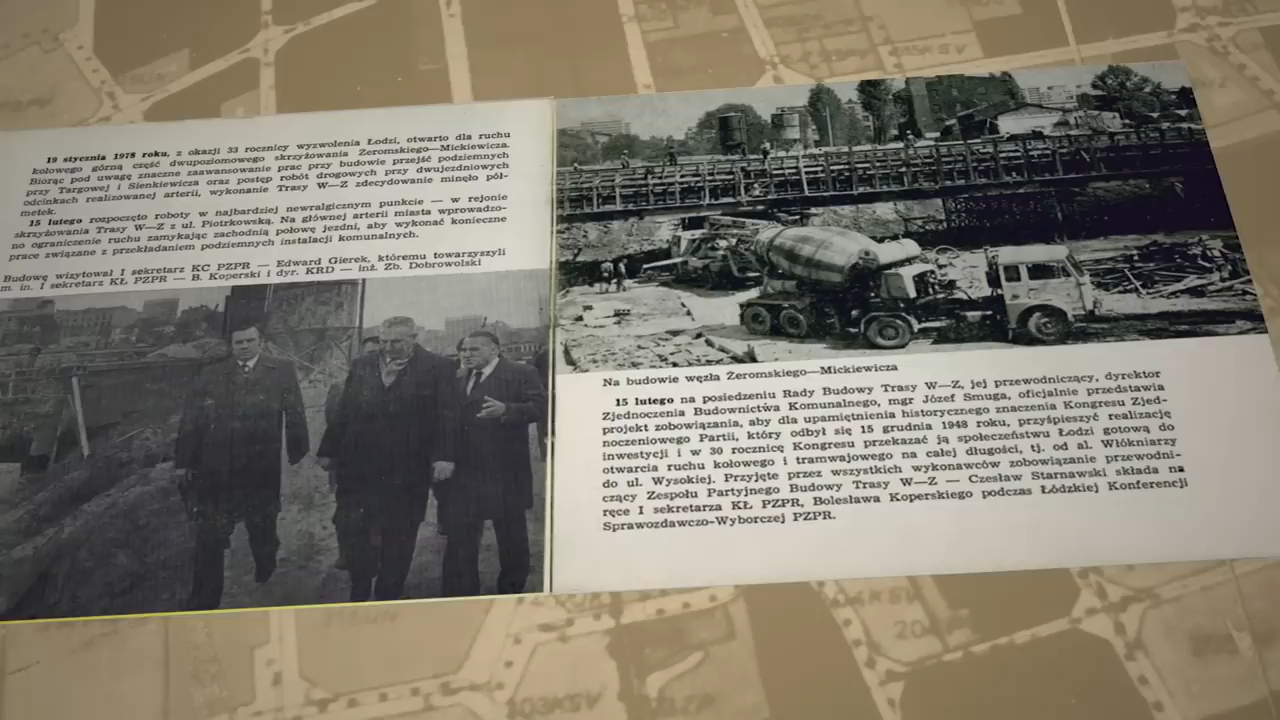 19 stycznia 1978 roku, z okazji 33 rocznicy wyzwolenia Łodzi, otwarto dla ruchu
kołowego górną część dwupoziomowego skrzyżowania Żeromskiego—Mickiewicza.
Biorąc pod uwagę znaczne zaawansowanie prac przy budowie przejść podziemnych
przy Targowej i Sienkiewicza oraz postęp robót drogowych przy dwujezdniowych
odcinkach realizowanej arterii, wykonanie Trasy W—Z zdecydowanie minęło pół-
metek.
15 lutego rozpoczęto roboty w najbardziej newralgicznym punkcie — w rejonie
skrzyżowania Trasy W—Z z ul. Piotrkowską. Na głównej arterii miasta wprowadzo-
no ograniczenie ruchu zamykając zachodnią połowę jezdni, aby wykonać konieczne
prace związane z przekładaniem podziemnych instalacji komunalnych.
Budowę wizytował I sekretarz KC PZPR — Edward Gierek, któremu towarzyszyli
m. in. I sekretarz KŁ PZPR — B. Koperski i dyr. KRD — inż. Zb. Dobrowolski
Na budowie węzła Żeromskiego—Mickiewicza
15 lutego na posiedzeniu Rady Budowy Trasy W—Z, jej przewodniczący, dyrektor
Zjednoczenia Budownictwa Komunalnego, mgr Józef Smuga, oficjalnie przedstawia
projekt zobowiązania, aby dla upamiętnienia historycznego znaczenia Kongresu Zjed-
noczeniowego Partii, który odbył się 15 grudnia 1948 roku, przyśpieszyć realizację
inwestycji i w 30 rocznicę Kongresu przekazać ją społeczeństwu Łodzi gotową do
otwarcia ruchu kołowego i tramwajowego na całej długości, tj. od al. Włókniarzy
do ul. Wysokiej. Przyjęte przez wszystkich wykonawców zobowiązanie przewodni-
czący Zespołu Partyjnego Budowy Trasy W—Z — Czesław Starnawski składa na
ręce I sekretarza KŁ PZPR, Bolesława Koperskiego podczas Łódzkiej Konferencji
Sprawozdawczo-Wyborczej PZPR.